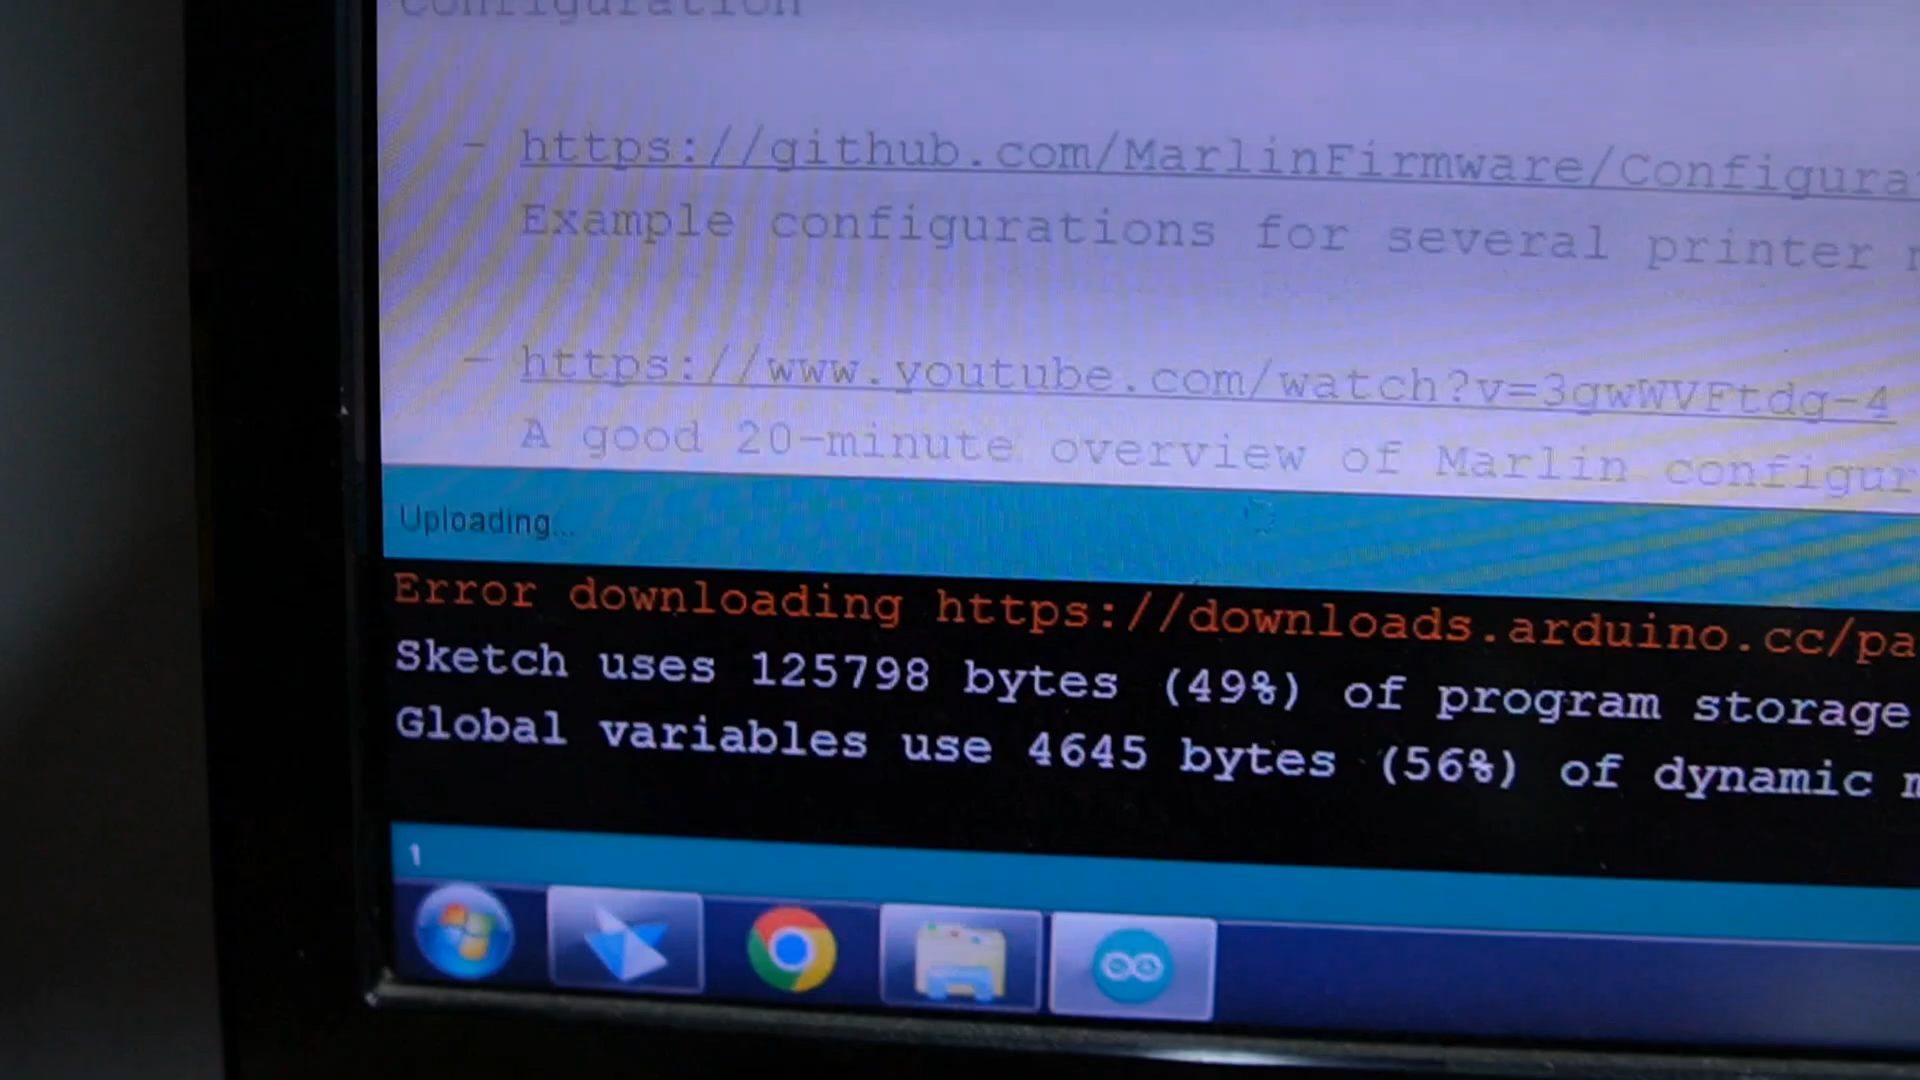 Configuration
- https://github.com/MarlinFirmware/Configura
Example configurations for several printer
- https://www.youtube.com/watch?v=3gwWVFtdg-4
A good 20-minute overview of Marlin configur
Uploading...
Error downloading https://downloads.arduino.cc/pa
Sketch uses 125798 bytes (49%) of program storage
Global variables use 4645 bytes (56%) of dynamic m
1